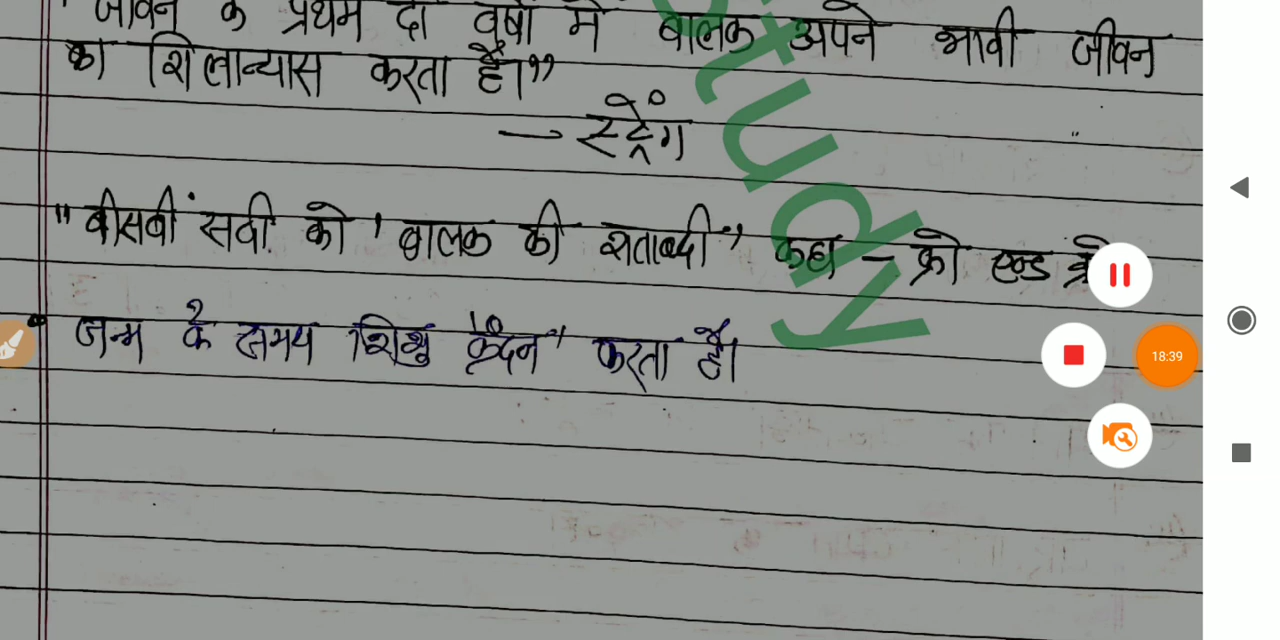 "जीवन के प्रथम दो वर्षों में बालक अपने भावी जीवन
का शिलान्यास करता है।"
— स्ट्रेंग
"बीसवीं सदी को 'बालक की शताब्दी" कहा - क्रो एण्ड क्रो
• जन्म के समय शिशु "क्रंदन" करता है।
tudy
18:39